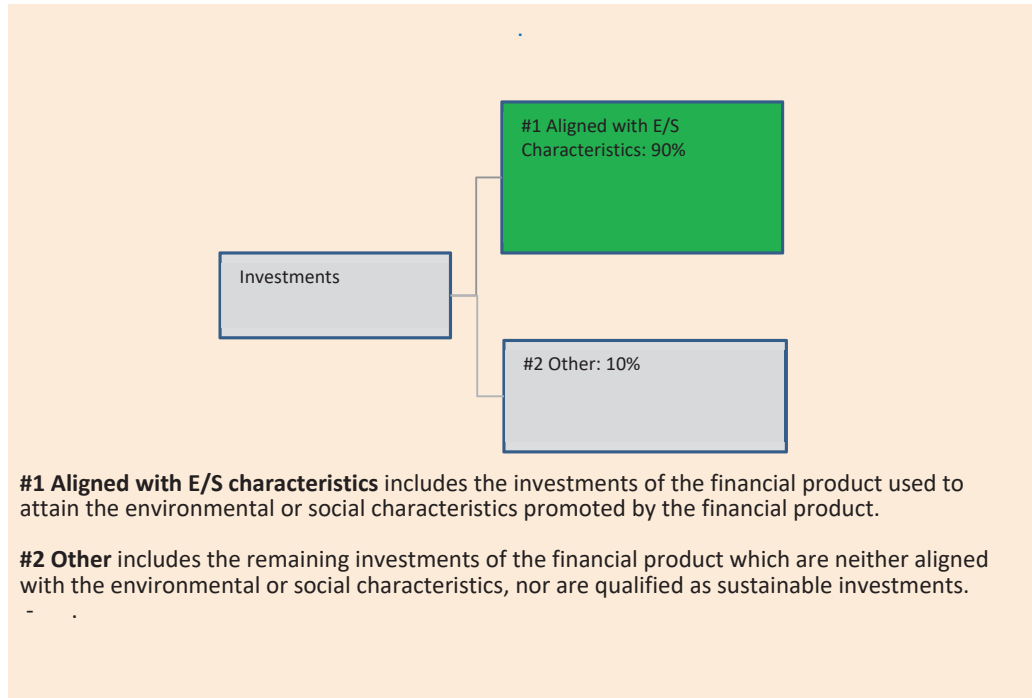 .
#1 Aligned with E/S
Characteristics: 90%
Investments
#2 Other: 10%
#1 Aligned with E/S characteristics includes the investments of the financial product used to
attain the environmental or social characteristics promoted by the financial product.
#2 Other includes the remaining investments of the financial product which are neither aligned
with the environmental or social characteristics, nor are qualified as sustainable investments.
- .